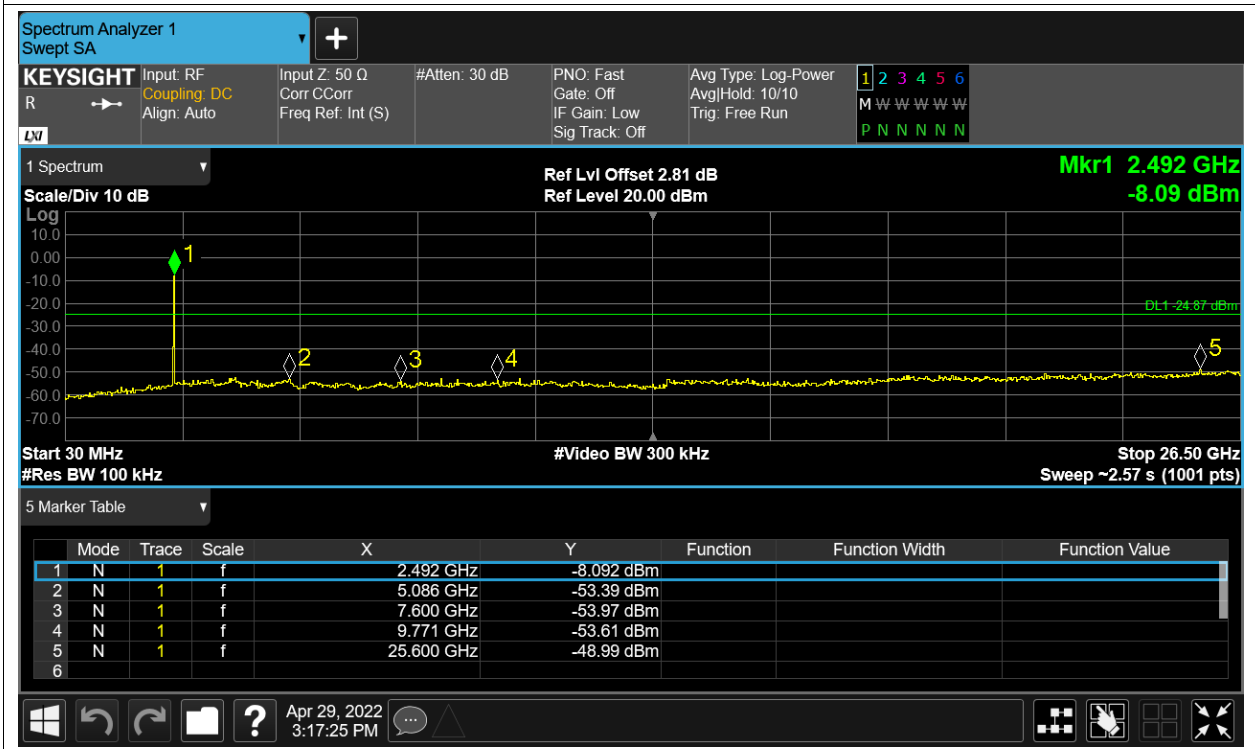 Spectrum Analyzer 1
Swept SA
KEYSIGHT
R
LXI
Input: RF
Coupling: DC
Align: Auto
Input Z: 50 Ω
Corr CCorr
Freq Ref: Int (S)
#Atten: 30 dB
PNO: Fast
Gate: Off
IF Gain: Low
Sig Track: Off
Avg Type: Log-Power
Avg|Hold: 10/10
Trig: Free Run
1 2 3 4 5 6
M W W W W W
P N N N N N
1 Spectrum
Scale/Div 10 dB
Ref Lvl Offset 2.81 dB
Ref Level 20.00 dBm
Mkr1 2.492 GHz
-8.09 dBm
Log
10.0
0.00
-10.0
-20.0
-30.0
-40.0
-50.0
-60.0
-70.0
1
2
3
4
5
DL1 -24.87 dBm
Start 30 MHz
#Res BW 100 kHz
#Video BW 300 kHz
Stop 26.50 GHz
Sweep ~2.57 s (1001 pts)
5 Marker Table
Mode Trace Scale X Y Function Function Width Function Value
1 N 1 f 2.492 GHz -8.092 dBm
2 N 1 f 5.086 GHz -53.39 dBm
3 N 1 f 7.600 GHz -53.97 dBm
4 N 1 f 9.771 GHz -53.61 dBm
5 N 1 f 25.600 GHz -48.99 dBm
6
?
Apr 29, 2022
3:17:25 PM